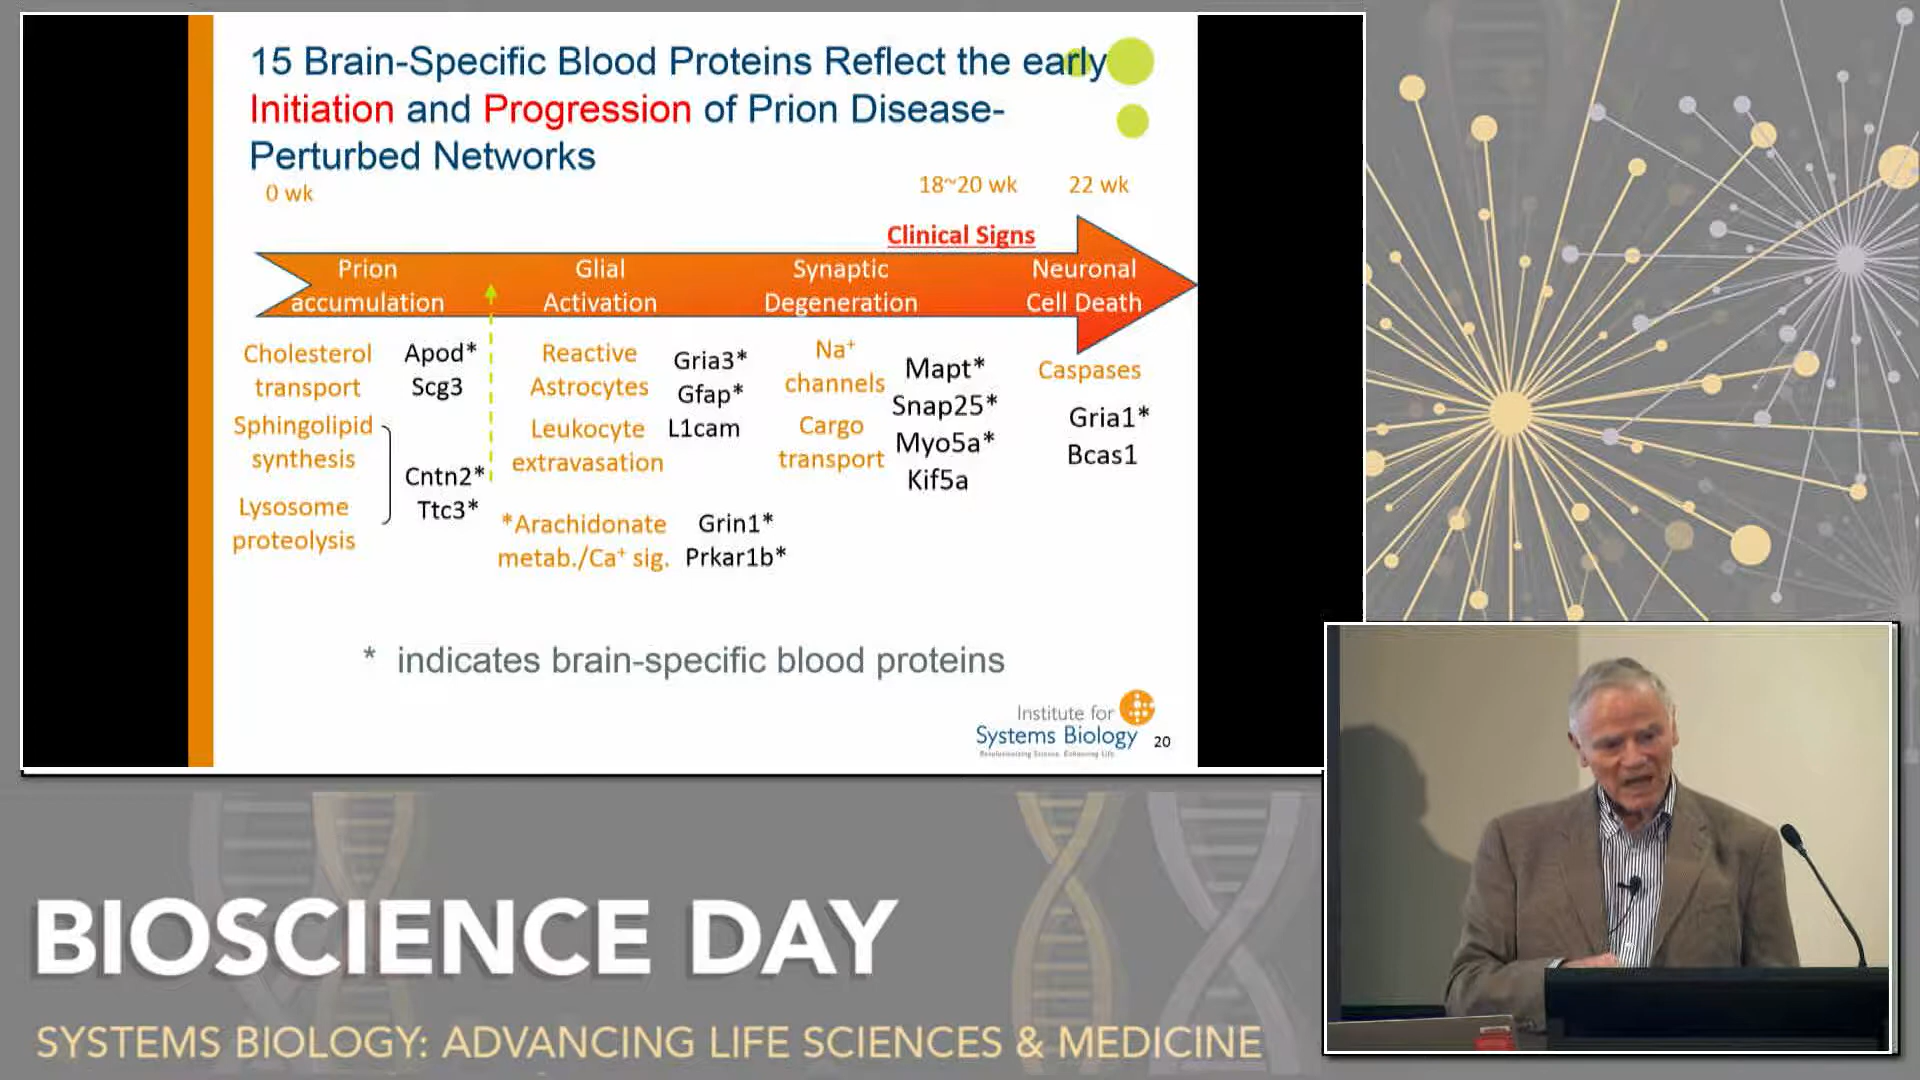 15 Brain-Specific Blood Proteins Reflect the early
Initiation and Progression of Prion Disease-
Perturbed Networks
0 wk
18~20 wk
22 wk
Clinical Signs
Prion
accumulation
Glial
Activation
Synaptic
Degeneration
Neuronal
Cell Death
Cholesterol
transport
Apod*
Scg3
Sphingolipid
synthesis
Lysosome
proteolysis
Cntn2*
Ttc3*
Reactive
Astrocytes
Gria3*
Gfap*
Leukocyte
extravasation
L1cam
*Arachidonate
metab./Ca+ sig.
Grin1*
Prkar1b*
Na+
channels
Cargo
transport
Mapt*
Snap25*
Myo5a*
Kif5a
Caspases
Gria1*
Bcas1
* indicates brain-specific blood proteins
Institute for
Systems Biology
Revolutionizing Science. Enhancing Life.
20
BIOSCIENCE DAY
SYSTEMS BIOLOGY: ADVANCING LIFE SCIENCES & MEDICINE